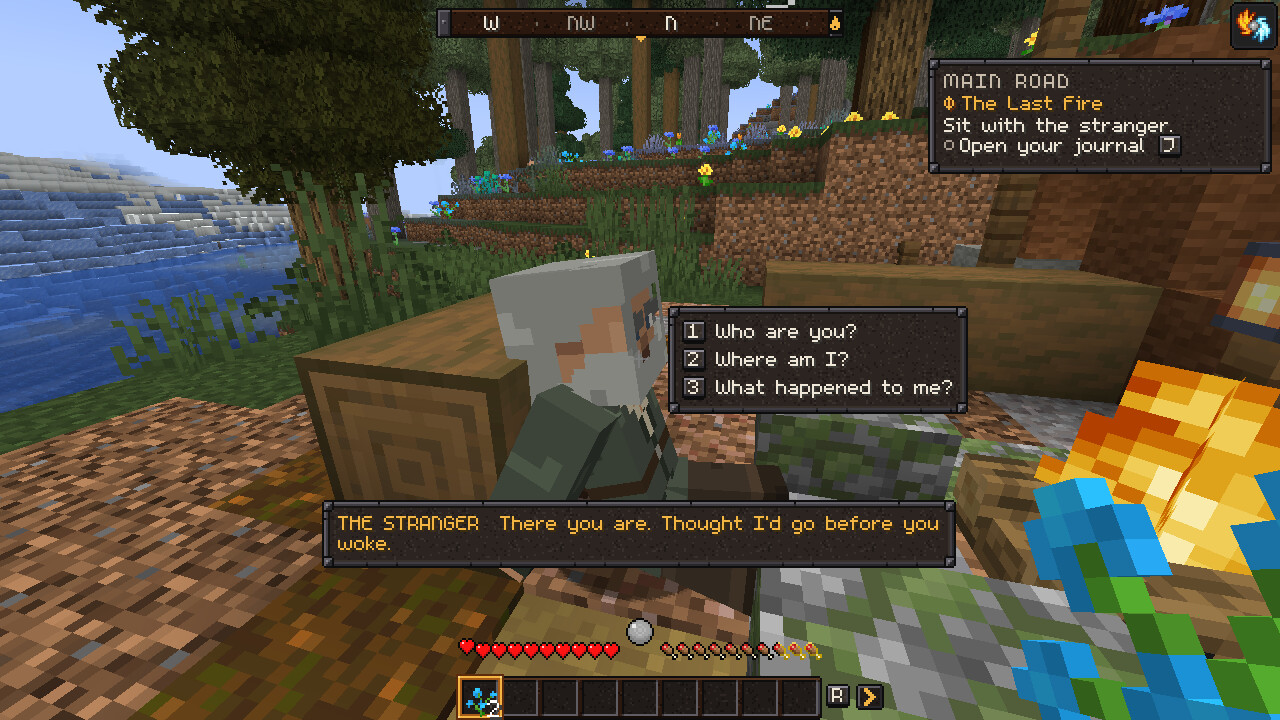 W · NW · N · NE ·
MAIN ROAD
The Last Fire
Sit with the stranger.
Open your journal J
1 Who are you?
2 Where am I?
3 What happened to me?
THE STRANGER There you are. Thought I'd go before you
woke.
2
R